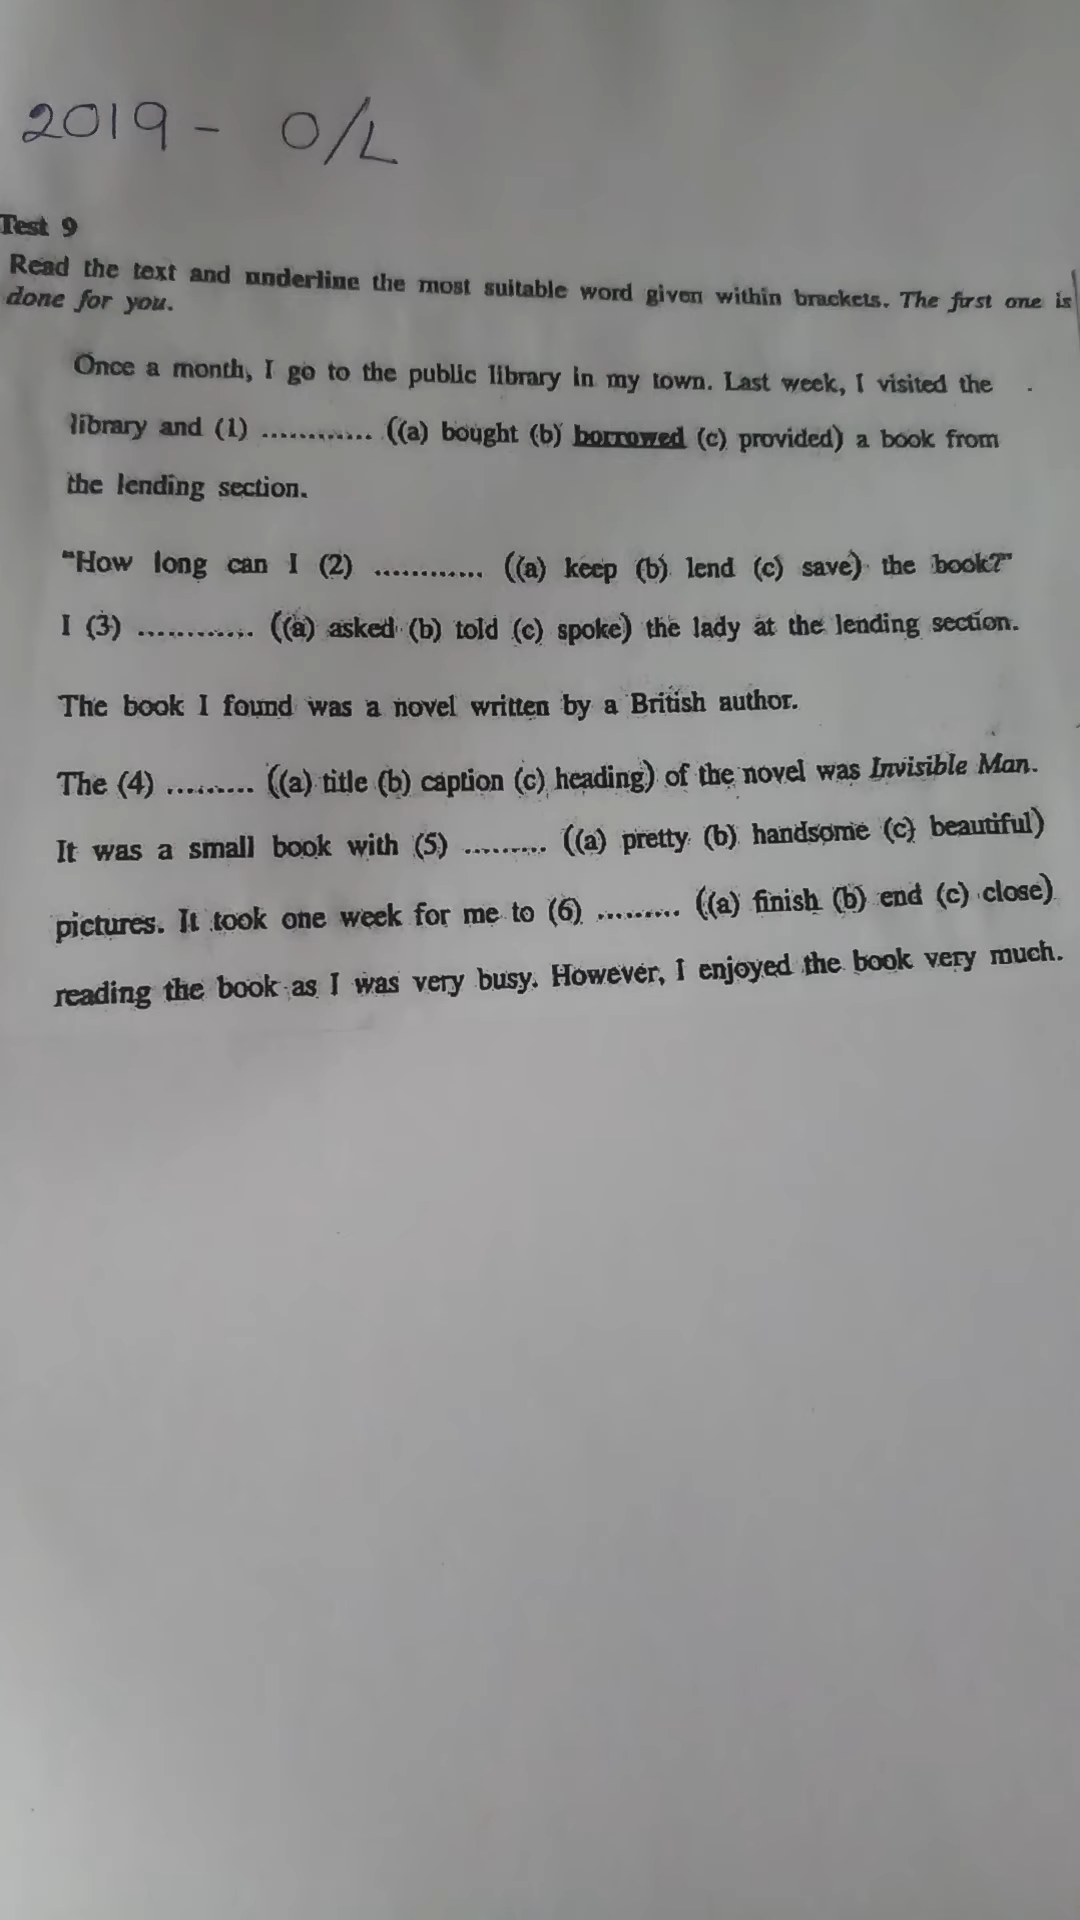 2019 - O/L
Test 9
Read the text and underline the most suitable word given within brackets. The first one is
done for you.
Once a month, I go to the public library in my town. Last week, I visited the
library and (1) ............ ((a) bought (b) borrowed (c) provided) a book from
the lending section.
"How long can I (2) ............ ((a) keep (b) lend (c) save) the book?"
I (3) ............. ((a) asked (b) told (c) spoke) the lady at the lending section.
The book I found was a novel written by a British author.
The (4) ......... ((a) title (b) caption (c) heading) of the novel was Invisible Man.
It was a small book with (5) ......... ((a) pretty (b) handsome (c) beautiful)
pictures. It took one week for me to (6) ......... ((a) finish (b) end (c) close)
reading the book as I was very busy. However, I enjoyed the book very much.